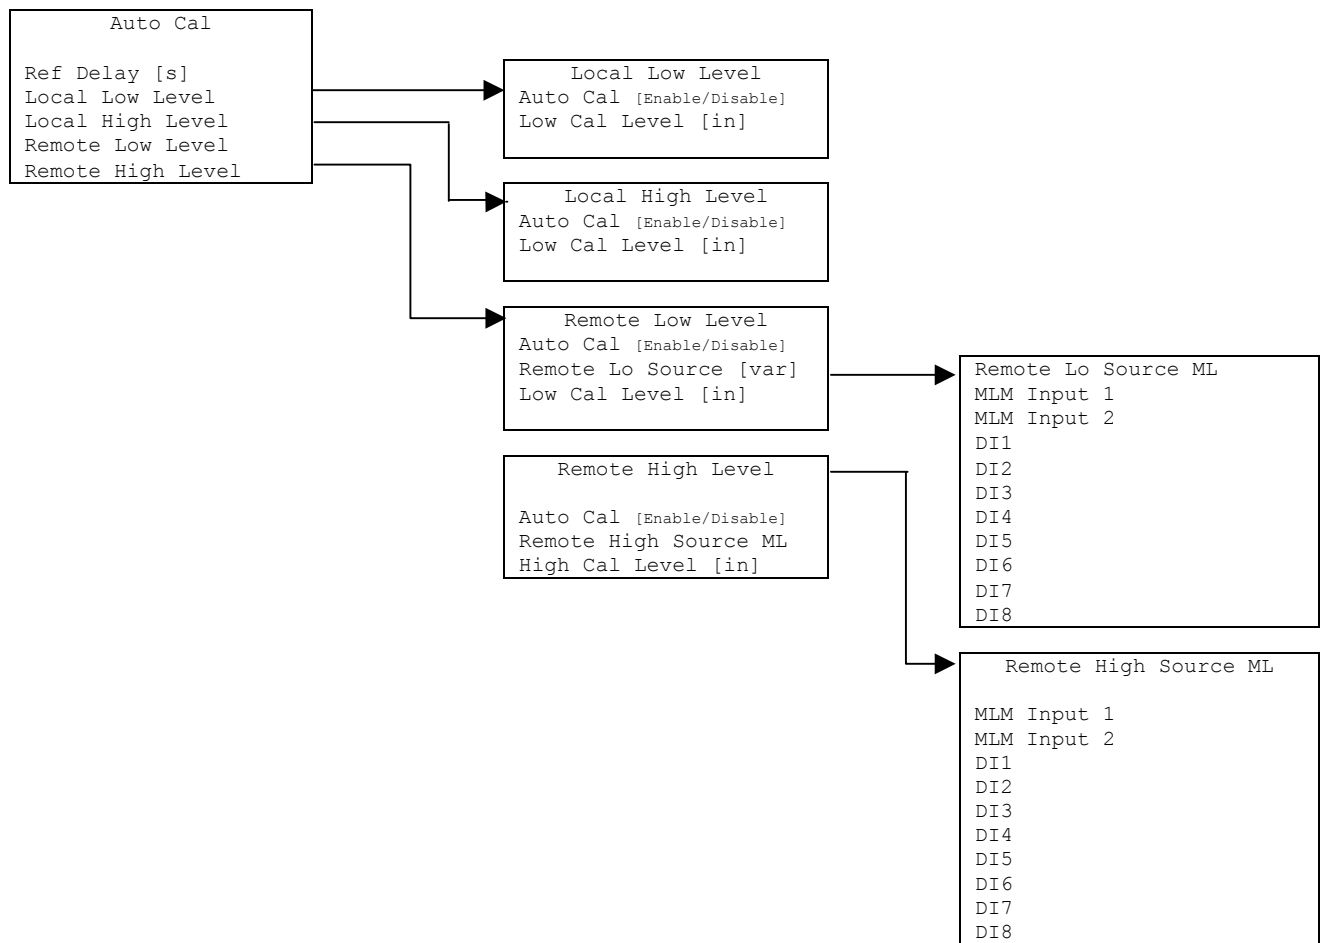 Auto Cal
Ref Delay [s]
Local Low Level
Local High Level
Remote Low Level
Remote High Level
Local Low Level
Auto Cal [Enable/Disable]
Low Cal Level [in]
Local High Level
Auto Cal [Enable/Disable]
Low Cal Level [in]
Remote Low Level
Auto Cal [Enable/Disable]
Remote Lo Source [var]
Low Cal Level [in]
Remote High Level
Auto Cal [Enable/Disable]
Remote High Source ML
High Cal Level [in]
Remote Lo Source ML
MLM Input 1
MLM Input 2
DI1
DI2
DI3
DI4
DI5
DI6
DI7
DI8
Remote High Source ML
MLM Input 1
MLM Input 2
DI1
DI2
DI3
DI4
DI5
DI6
DI7
DI8